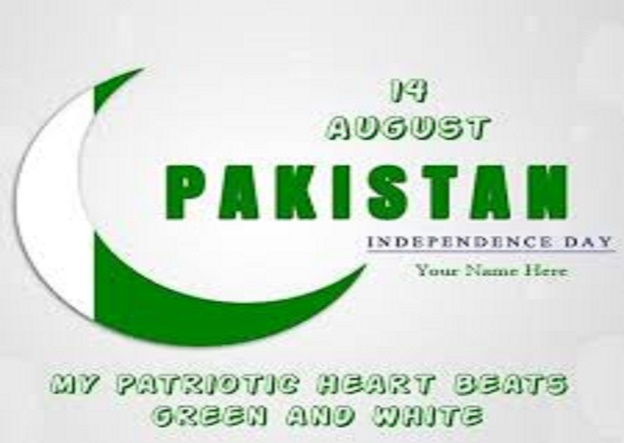 14
AUGUST
PAKISTAN
INDEPENDENCE DAY
Your Name Here
MY PATRIOTIC HEART BEATS
GREEN AND WHITE